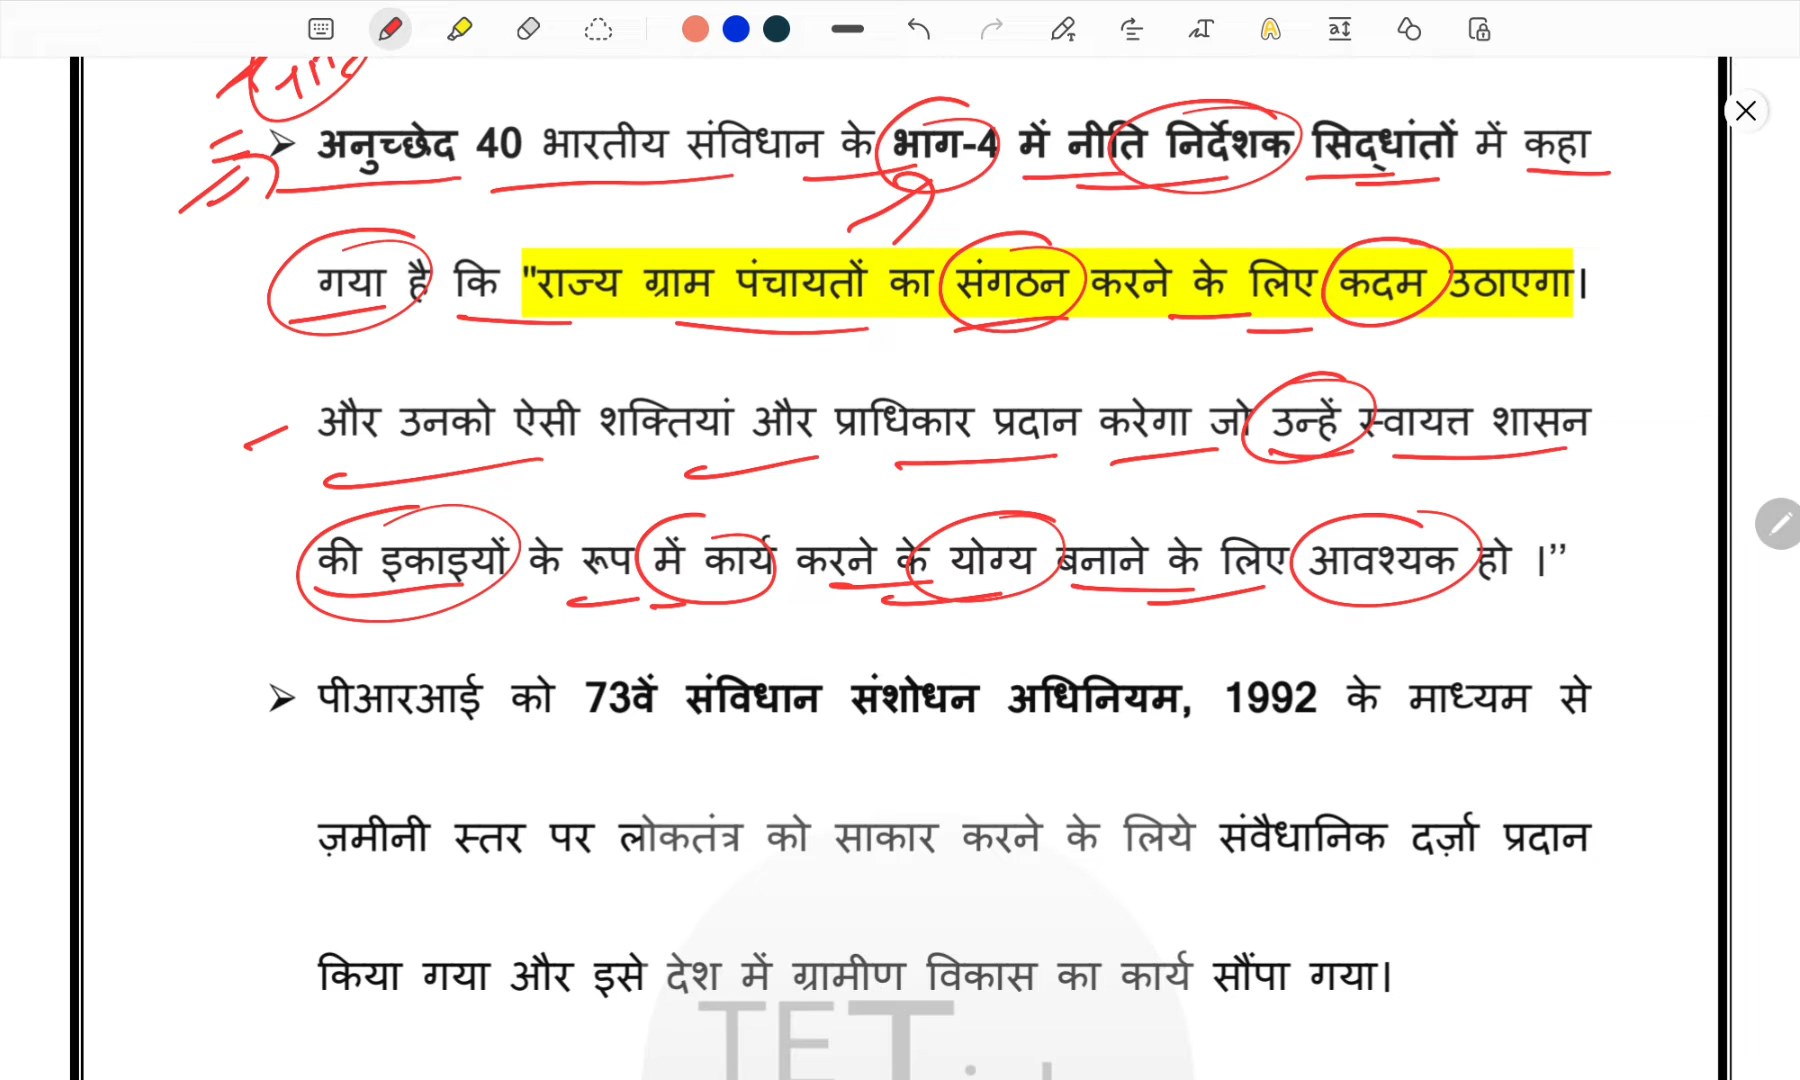 ➢ अनुच्छेद 40 भारतीय संविधान के भाग-4 में नीति निर्देशक सिद्धांतों में कहा
गया है कि "राज्य ग्राम पंचायतों का संगठन करने के लिए कदम उठाएगा।
और उनको ऐसी शक्तियां और प्राधिकार प्रदान करेगा जो उन्हें स्वायत्त शासन
की इकाइयों के रूप में कार्य करने के योग्य बनाने के लिए आवश्यक हो ।”
➢ पीआरआई को 73वें संविधान संशोधन अधिनियम, 1992 के माध्यम से
ज़मीनी स्तर पर लोकतंत्र को साकार करने के लिये संवैधानिक दर्ज़ा प्रदान
किया गया और इसे देश में ग्रामीण विकास का कार्य सौंपा गया।
TET